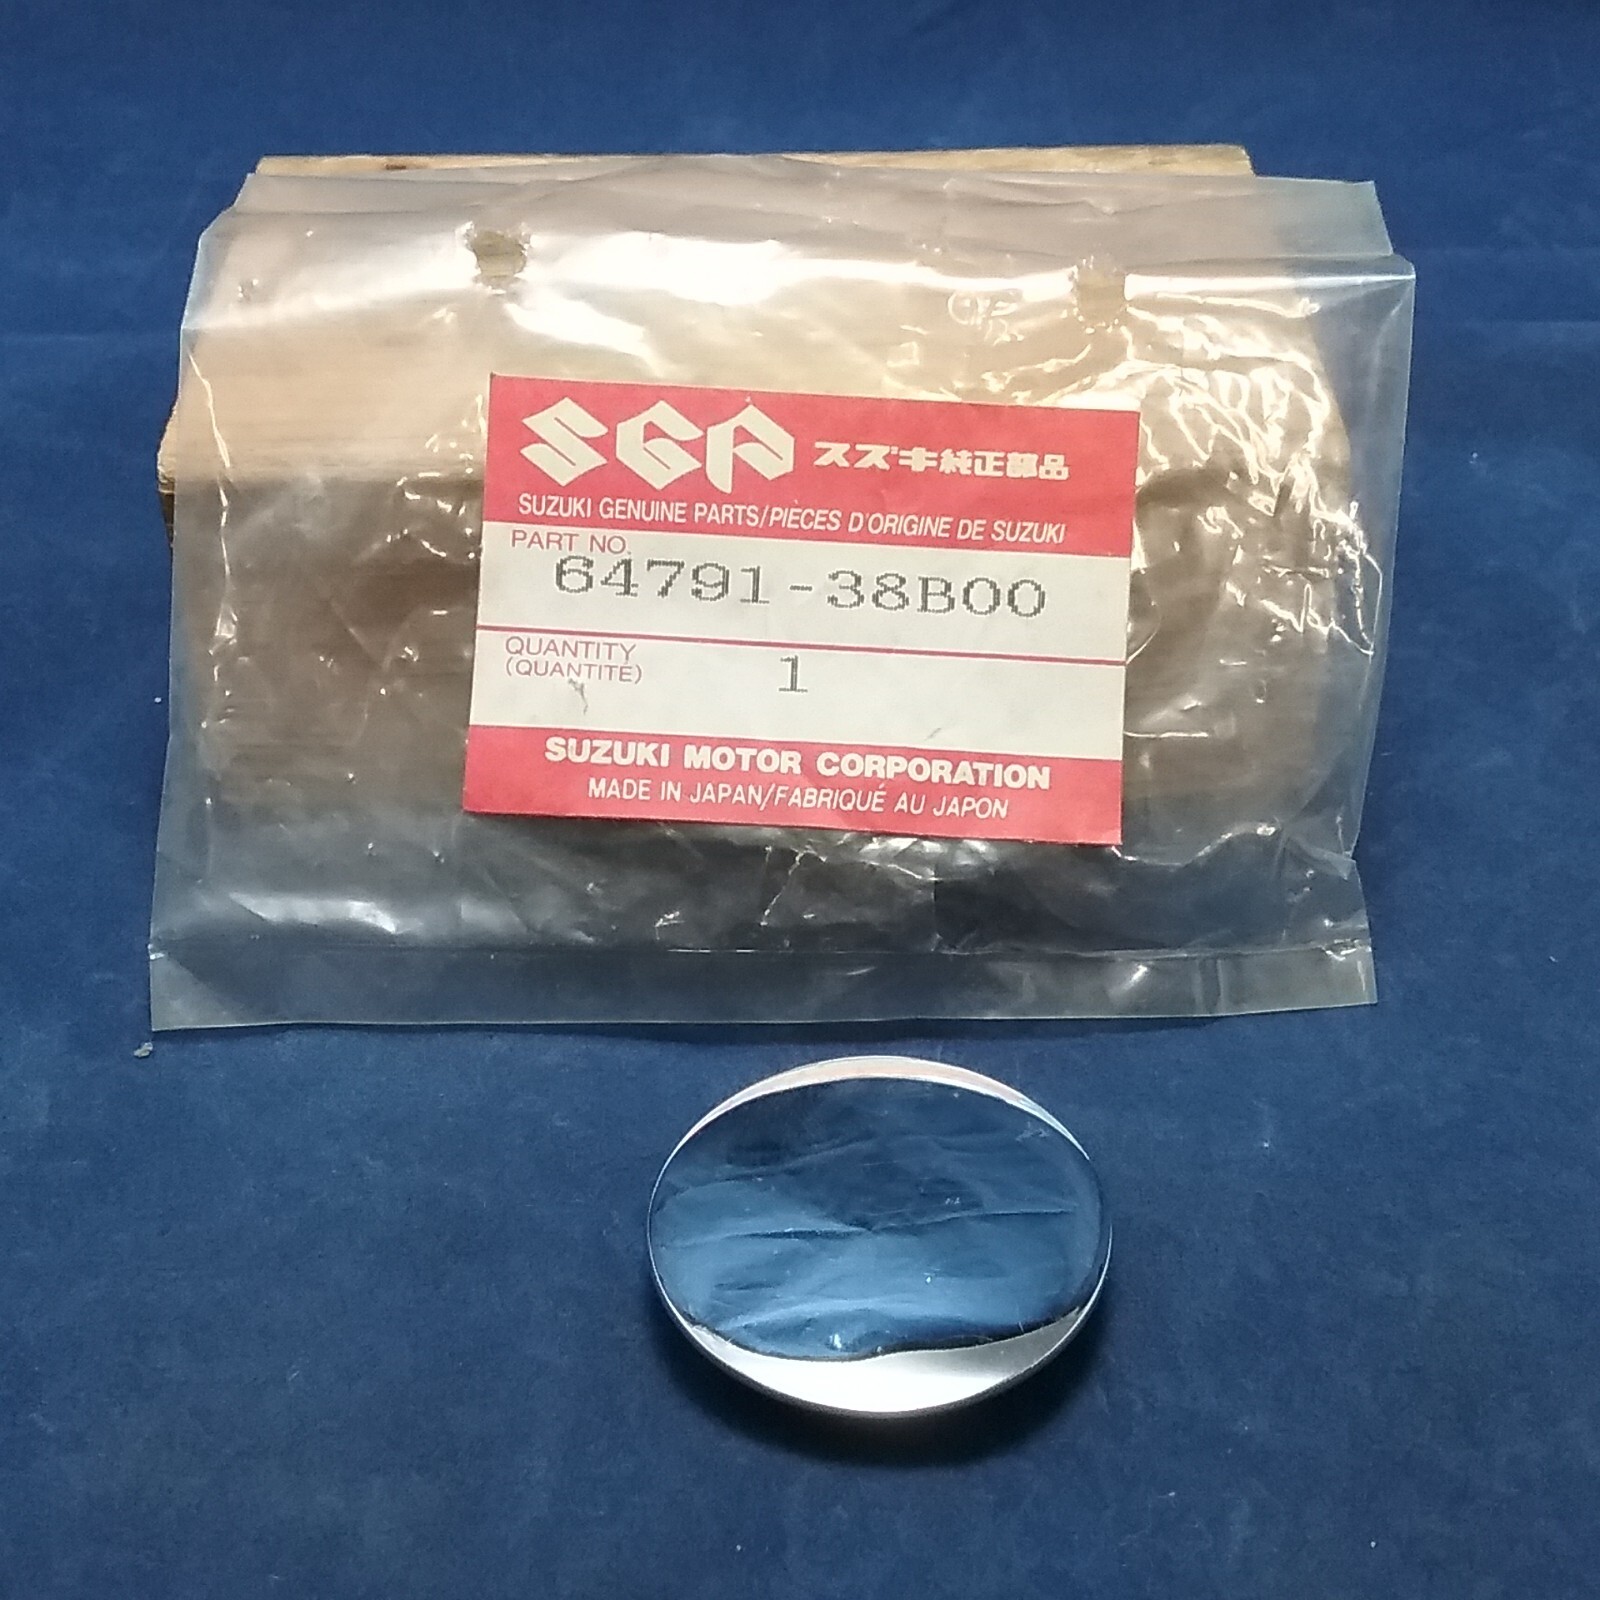 SGP スズキ純正部品
SUZUKI GENUINE PARTS/PIÈCES D'ORIGINE DE SUZUKI
PART NO.
64791-38B00
QUANTITY
(QUANTITÉ)
1
SUZUKI MOTOR CORPORATION
MADE IN JAPAN/FABRIQUÉ AU JAPON